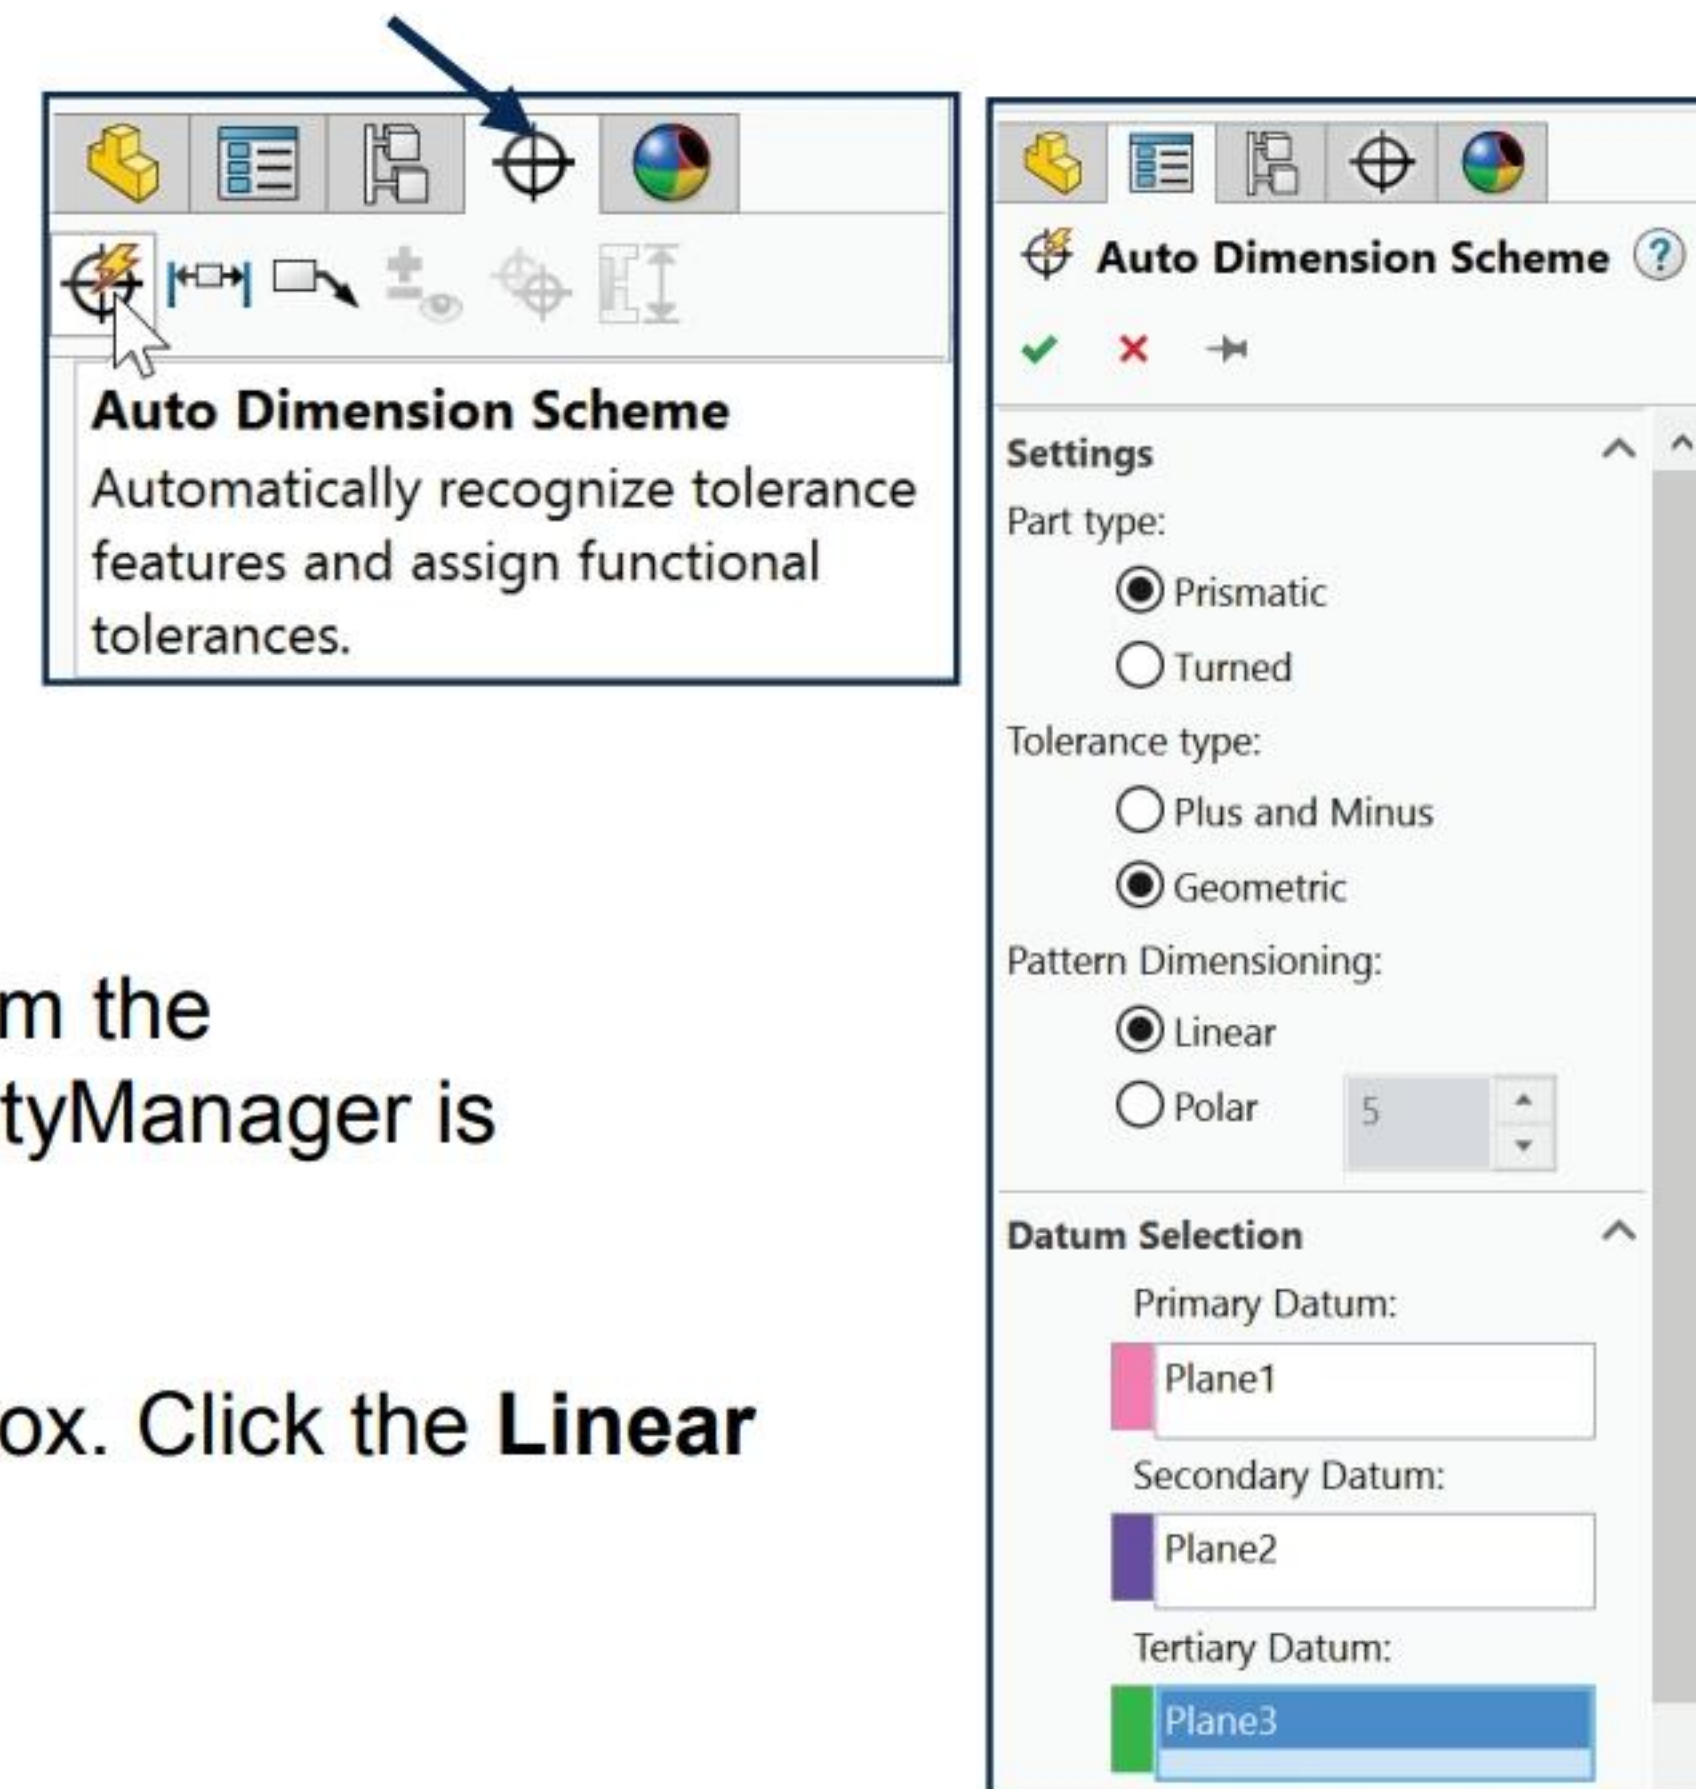 Auto Dimension Scheme
Automatically recognize tolerance
features and assign functional
tolerances.
m the
tyManager is
ox. Click the Linear
Auto Dimension Scheme ?
Settings
Part type:
Prismatic
Turned
Tolerance type:
Plus and Minus
Geometric
Pattern Dimensioning:
Linear
Polar 5
Datum Selection
Primary Datum:
Plane1
Secondary Datum:
Plane2
Tertiary Datum:
Plane3